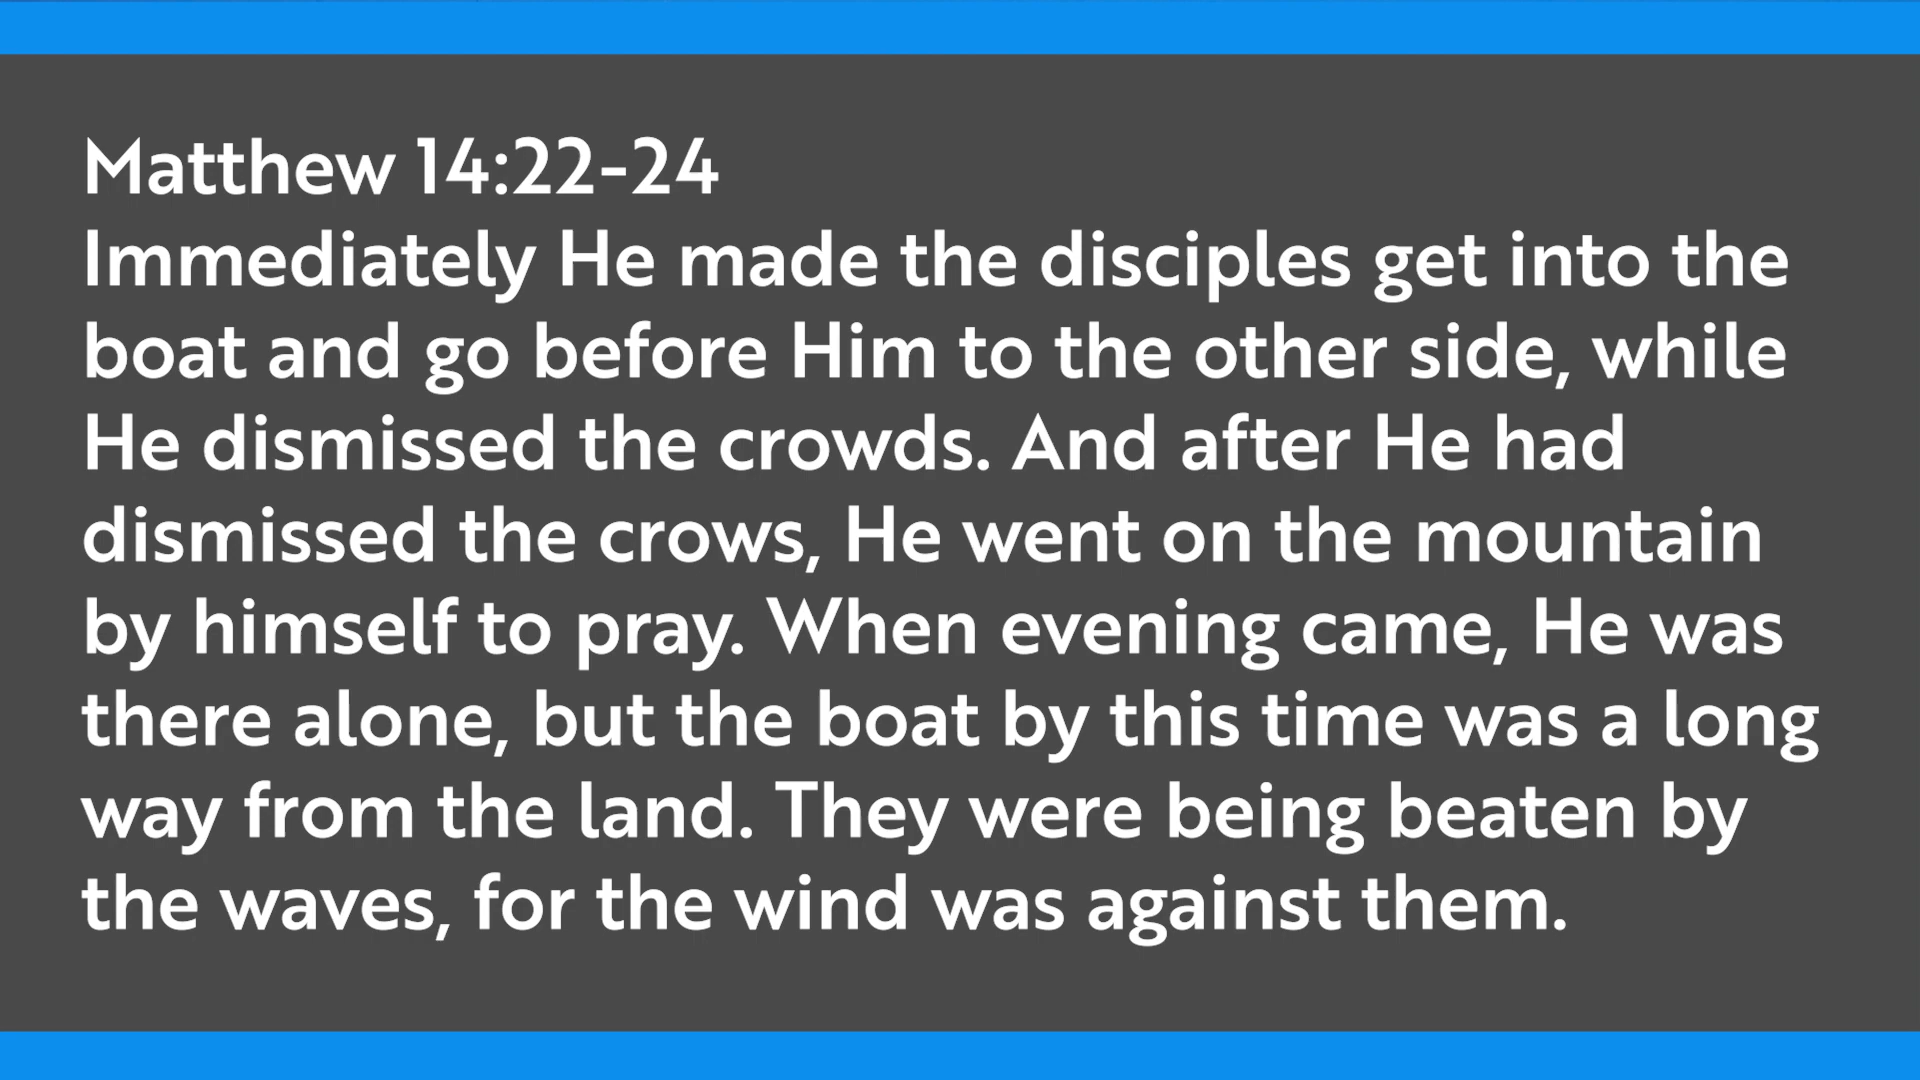 Matthew 14:22-24
Immediately He made the disciples get into the
boat and go before Him to the other side, while
He dismissed the crowds. And after He had
dismissed the crows, He went on the mountain
by himself to pray. When evening came, He was
there alone, but the boat by this time was a long
way from the land. They were being beaten by
the waves, for the wind was against them.